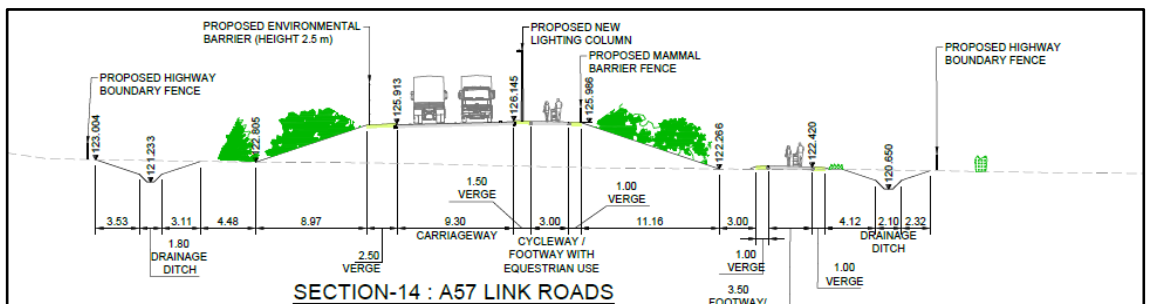 PROPOSED ENVIRONMENTAL
BARRIER (HEIGHT 2.5 m)
PROPOSED NEW
LIGHTING COLUMN
PROPOSED MAMMAL
BARRIER FENCE
PROPOSED HIGHWAY
BOUNDARY FENCE
PROPOSED HIGHWAY
BOUNDARY FENCE
123.004
121.233
122.805
125.913
126.145
125.986
122.266
122.420
120.650
1.50
VERGE
1.00
VERGE
3.53
3.11
4.48
8.97
9.30
3.00
11.16
3.00
4.12
2.10
2.32
1.80
DRAINAGE
DITCH
2.50
VERGE
CARRIAGEWAY
CYCLEWAY /
FOOTWAY WITH
EQUESTRIAN USE
1.00
VERGE
3.50
FOOTWAY/
1.00
VERGE
DRAINAGE
DITCH
SECTION-14 : A57 LINK ROADS